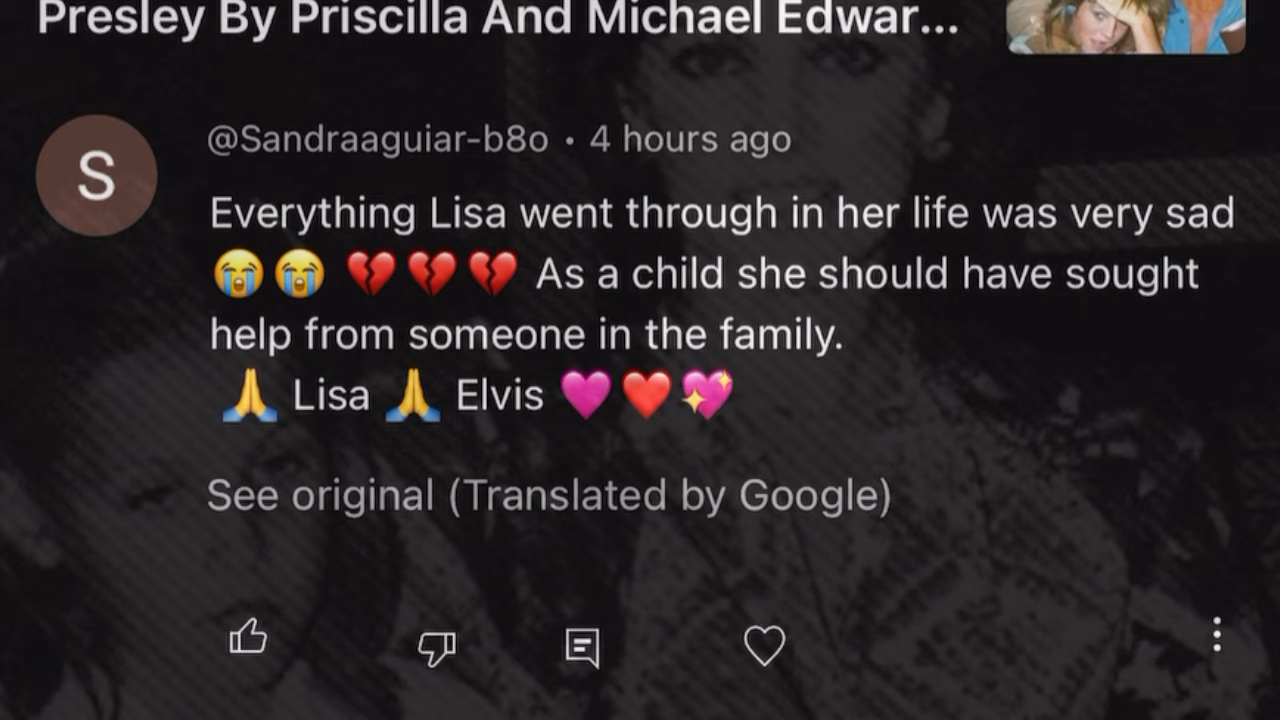 Presley By Priscilla And Michael Edwar...
S
@Sandraaguiar-b8o • 4 hours ago
Everything Lisa went through in her life was very sad
😭😭 💔💔💔 As a child she should have sought
help from someone in the family.
🙏 Lisa 🙏 Elvis 💜❤️💖
See original (Translated by Google)